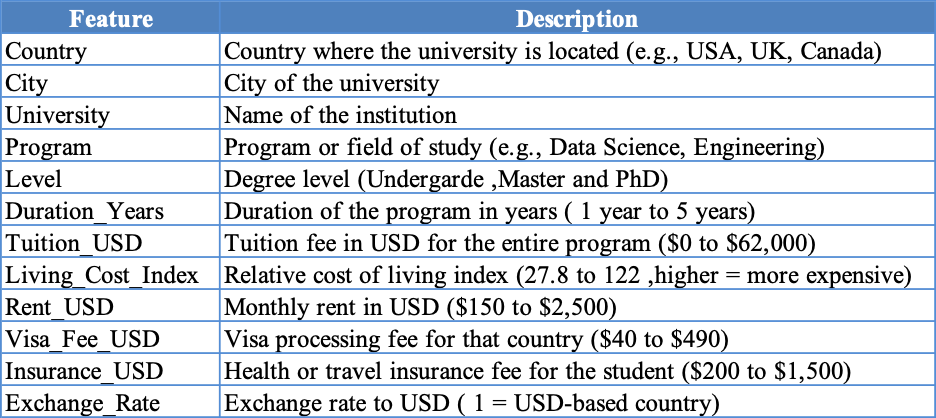 Feature Description
Country Country where the university is located (e.g., USA, UK, Canada)
City City of the university
University Name of the institution
Program Program or field of study (e.g., Data Science, Engineering)
Level Degree level (Undergarde ,Master and PhD)
Duration_Years Duration of the program in years ( 1 year to 5 years)
Tuition_USD Tuition fee in USD for the entire program ($0 to $62,000)
Living_Cost_Index Relative cost of living index (27.8 to 122 ,higher = more expensive)
Rent_USD Monthly rent in USD ($150 to $2,500)
Visa_Fee_USD Visa processing fee for that country ($40 to $490)
Insurance_USD Health or travel insurance fee for the student ($200 to $1,500)
Exchange_Rate Exchange rate to USD ( 1 = USD-based country)